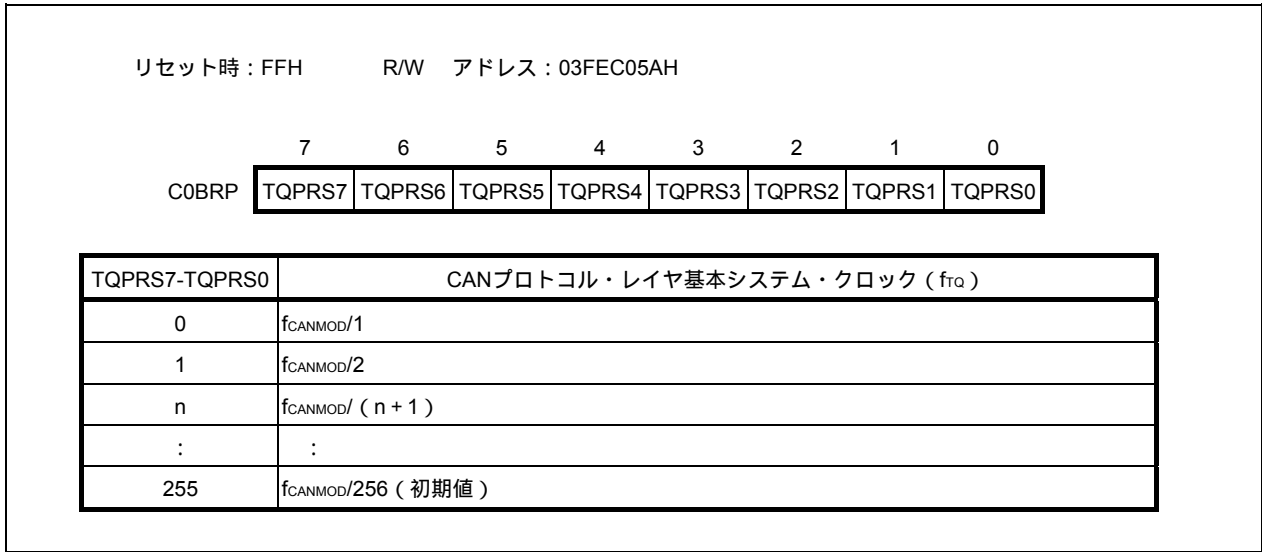 リセット時：FFH R/W アドレス：03FEC05AH
7 6 5 4 3 2 1 0
C0BRP TQPRS7 TQPRS6 TQPRS5 TQPRS4 TQPRS3 TQPRS2 TQPRS1 TQPRS0
TQPRS7-TQPRS0 CANプロトコル・レイヤ基本システム・クロック（fTQ）
0 fCANMOD/1
1 fCANMOD/2
n fCANMOD/（n+1）
： ：
255 fCANMOD/256（初期値）